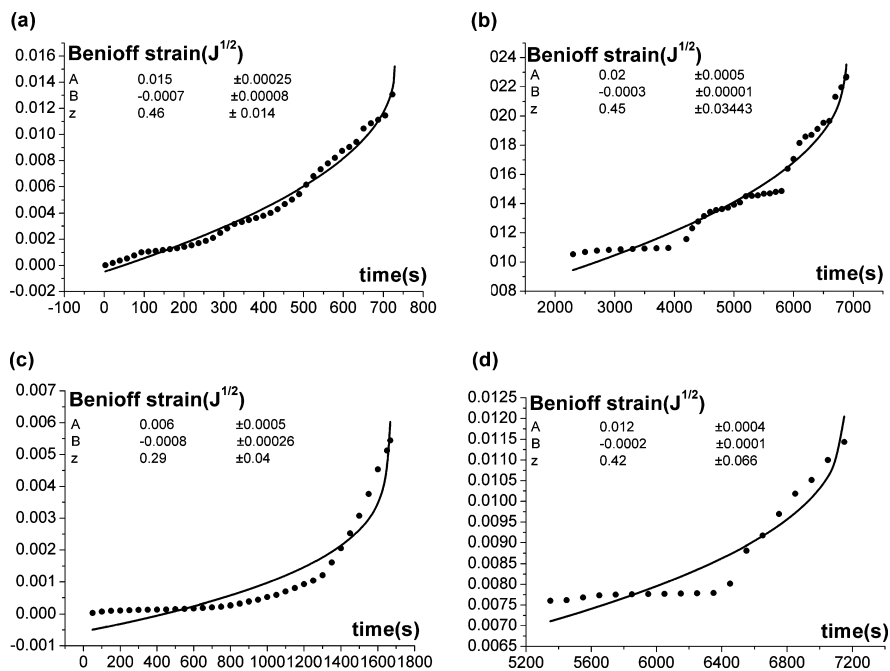 (a)
Benioff strain(J1/2)
A 0.015 ±0.00025
B -0.0007 ±0.00008
z 0.46 ± 0.014
0.016
0.014
0.012
0.010
0.008
0.006
0.004
0.002
0.000
-0.002
time(s)
-100 0 100 200 300 400 500 600 700 800
(b)
Benioff strain(J1/2)
A 0.02 ±0.0005
B -0.0003 ±0.00001
z 0.45 ±0.03443
024
022
020
018
016
014
012
010
008
time(s)
2000 3000 4000 5000 6000 7000
(c)
Benioff strain(J1/2)
A 0.006 ±0.0005
B -0.0008 ±0.00026
z 0.29 ±0.04
0.007
0.006
0.005
0.004
0.003
0.002
0.001
0.000
-0.001
time(s)
0 200 400 600 800 1000 1200 1400 1600 1800
(d)
Benioff strain(J1/2)
A 0.012 ±0.0004
B -0.0002 ±0.0001
z 0.42 ±0.066
0.0125
0.0120
0.0115
0.0110
0.0105
0.0100
0.0095
0.0090
0.0085
0.0080
0.0075
0.0070
0.0065
time(s)
5200 5600 6000 6400 6800 7200